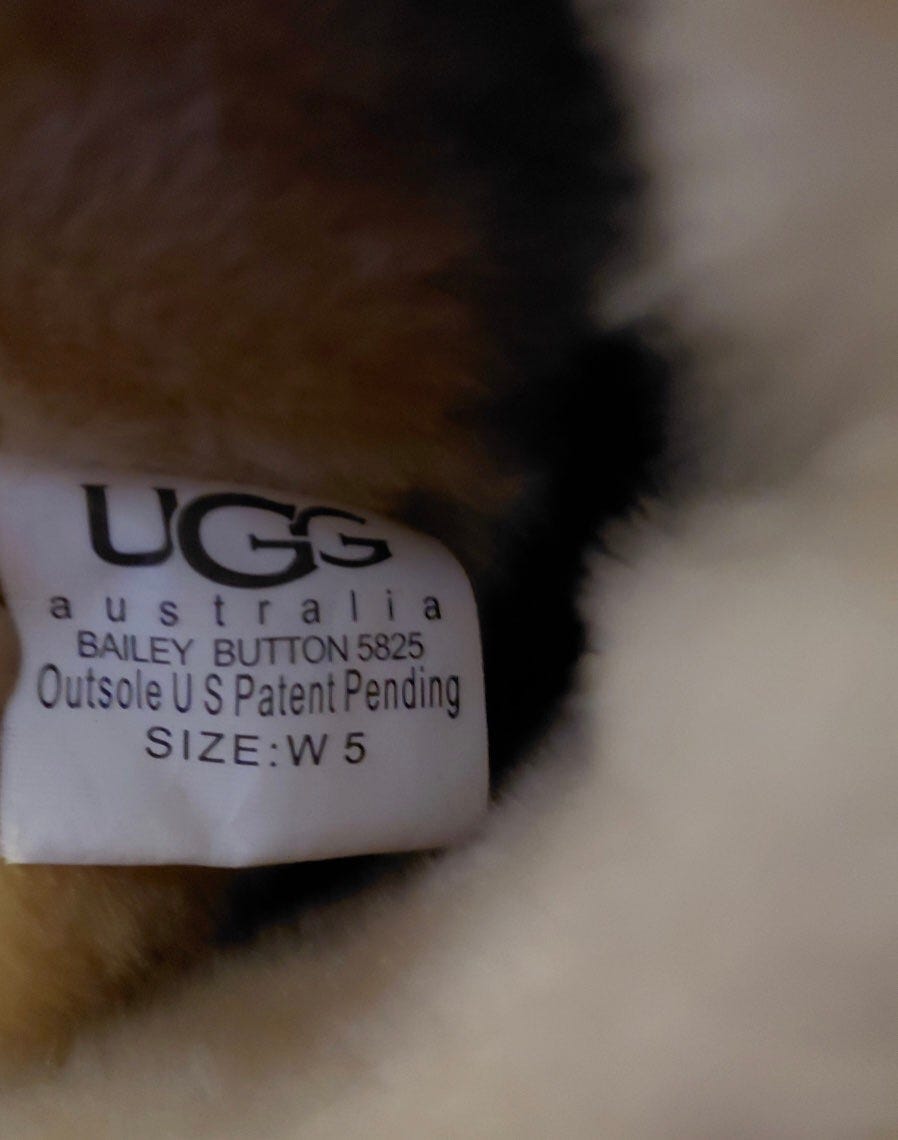 UGG
australia
BAILEY BUTTON 5825
Outsole U S Patent Pending
SIZE:W 5